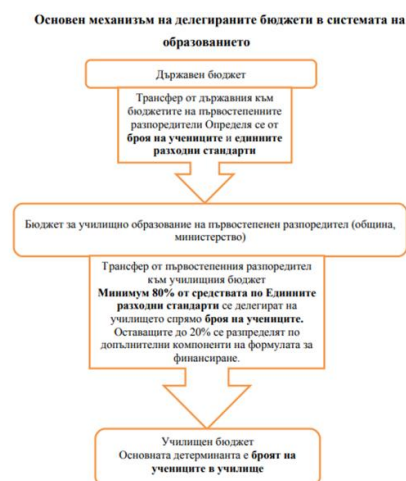 Основен механизъм на делегираните бюджети в системата на
образованието
Държавен бюджет
Трансфер от държавния към
бюджетите на първостепенните
разпоредители Определя се от
броя на учениците и единните
разходни стандарти
Бюджет за училищно образование на първостепенен разпоредител (община,
министерство)
Трансфер от първостепенния разпоредител
към училищния бюджет
Минимум 80% от средствата по Единните
разходни стандарти се делегират на
училището спрямо броя на учениците.
Оставащите до 20% се разпределят по
допълнителни компоненти на формулата за
финансиране.
Училищен бюджет
Основната детерминанта е броят на
учениците в училище